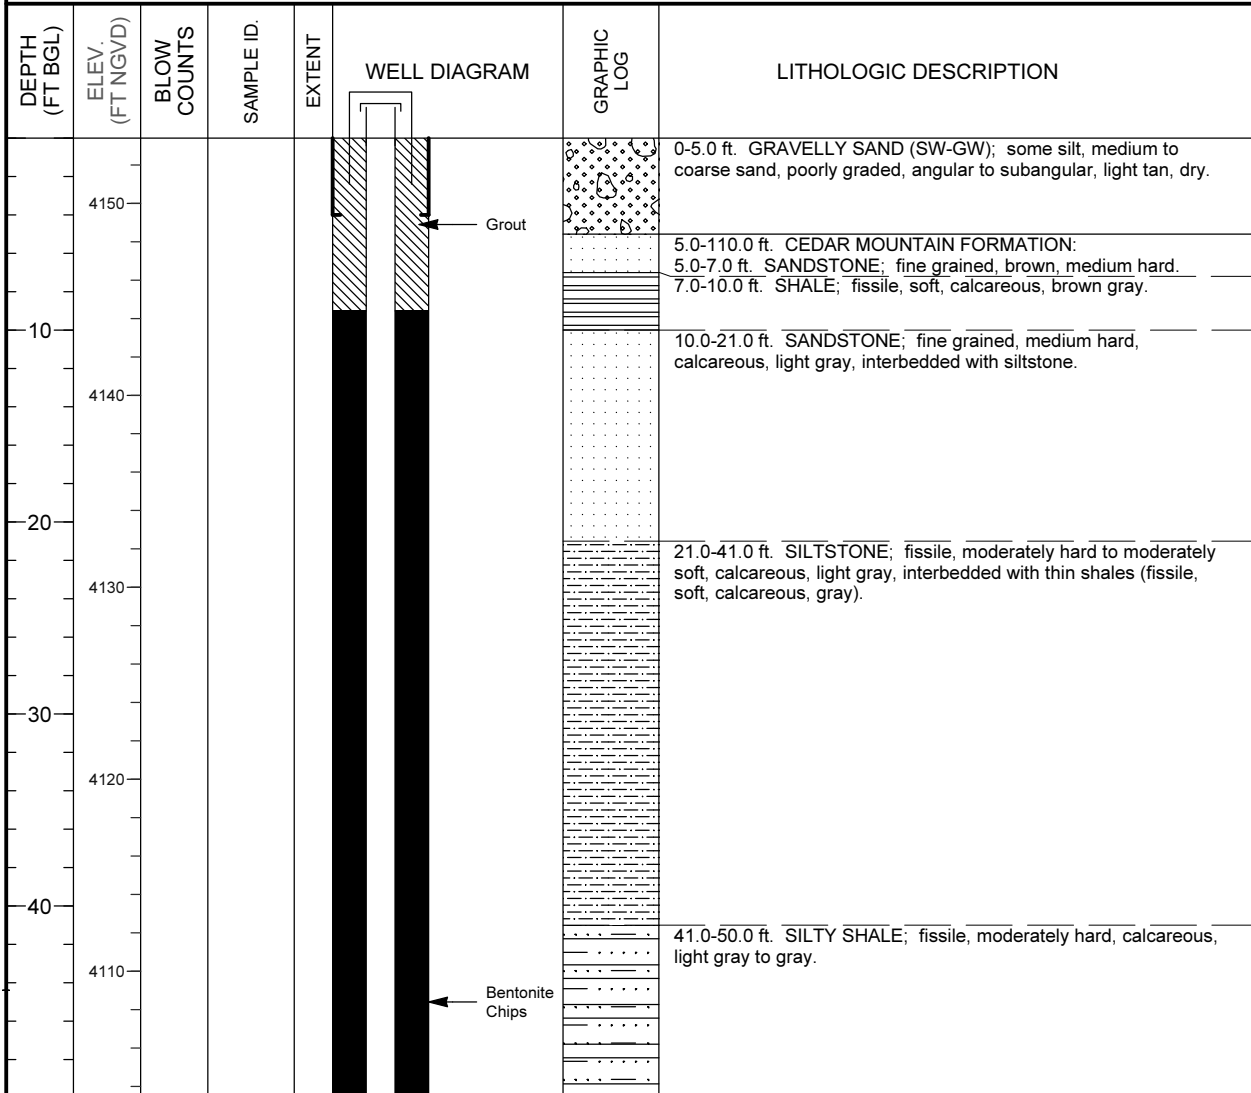 DEPTH
(FT BGL)
ELEV.
(FT NGVD)
BLOW
COUNTS
SAMPLE ID.
EXTENT
WELL DIAGRAM
GRAPHIC
LOG
LITHOLOGIC DESCRIPTION
0-5.0 ft. GRAVELLY SAND (SW-GW); some silt, medium to
coarse sand, poorly graded, angular to subangular, light tan, dry.
4150
Grout
5.0-110.0 ft. CEDAR MOUNTAIN FORMATION:
5.0-7.0 ft. SANDSTONE; fine grained, brown, medium hard.
7.0-10.0 ft. SHALE; fissile, soft, calcareous, brown gray.
10
10.0-21.0 ft. SANDSTONE; fine grained, medium hard,
calcareous, light gray, interbedded with siltstone.
4140
20
21.0-41.0 ft. SILTSTONE; fissile, moderately hard to moderately
soft, calcareous, light gray, interbedded with thin shales (fissile,
soft, calcareous, gray).
4130
30
4120
40
41.0-50.0 ft. SILTY SHALE; fissile, moderately hard, calcareous,
light gray to gray.
4110
Bentonite
Chips